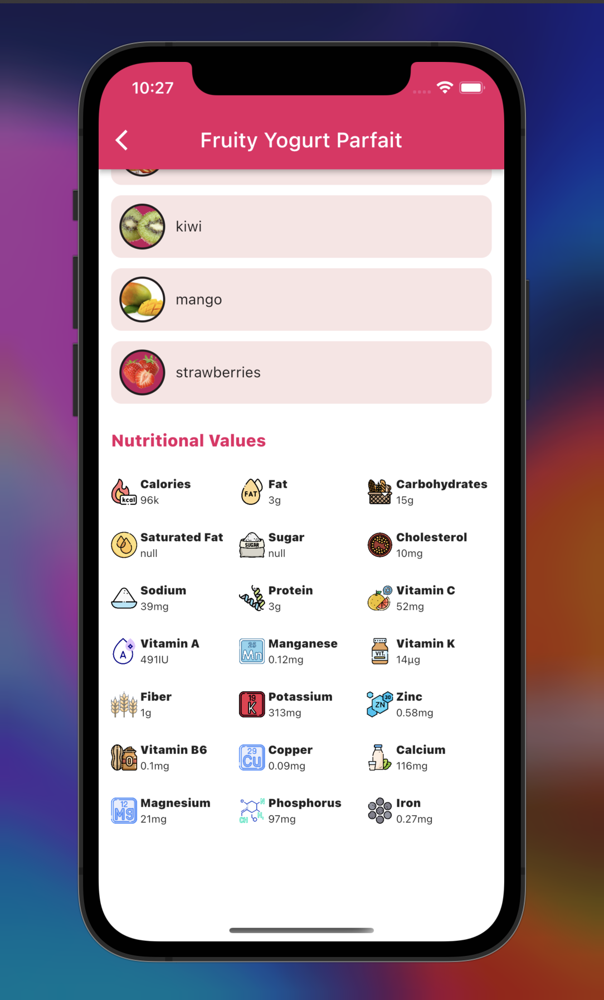 10:27
Fruity Yogurt Parfait
kiwi
mango
strawberries
Nutritional Values
Calories
kcal 96k
Fat
FAT 3g
Carbohydrates
15g
Saturated Fat
null
Sugar
SUGAR null
Cholesterol
10mg
Sodium
39mg
Protein
3g
Vitamin C
C 52mg
Vitamin A
A 491IU
25 Manganese
Mn 0.12mg
Vitamin K
VIT. 14µg
Fiber
1g
19 Potassium
K 313mg
30 Zinc
ZN 0.58mg
Vitamin B6
0.1mg
29 Copper
Cu 0.09mg
Calcium
116mg
12 Magnesium
Mg 21mg
N Phosphorus
CH O H₂ 97mg
Iron
0.27mg